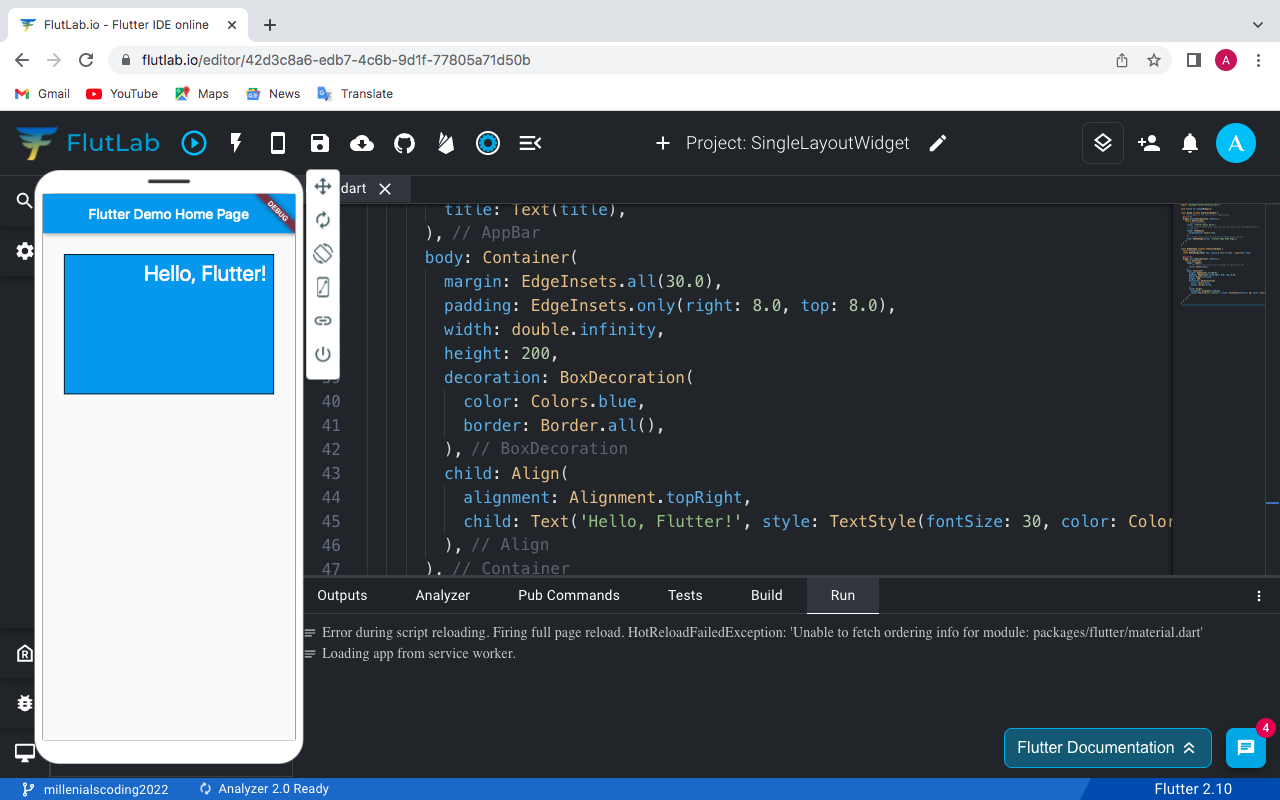 FlutLab.io - Flutter IDE online
flutlab.io/editor/42d3c8a6-edb7-4c6b-9d1f-77805a71d50b
A
Gmail
YouTube
Maps
News
Translate
FlutLab
Project: SingleLayoutWidget
A
dart
Flutter Demo Home Page
DEBUG
Hello, Flutter!
title: Text(title),
), // AppBar
body: Container(
margin: EdgeInsets.all(30.0),
padding: EdgeInsets.only(right: 8.0, top: 8.0),
width: double.infinity,
height: 200,
39 decoration: BoxDecoration(
40 color: Colors.blue,
41 border: Border.all(),
42 ), // BoxDecoration
43 child: Align(
44 alignment: Alignment.topRight,
45 child: Text('Hello, Flutter!', style: TextStyle(fontSize: 30, color: Color
46 ), // Align
47 ), // Container
Outputs
Analyzer
Pub Commands
Tests
Build
Run
Error during script reloading. Firing full page reload. HotReloadFailedException: 'Unable to fetch ordering info for module: packages/flutter/material.dart'
Loading app from service worker.
R
Flutter Documentation
4
millenialscoding2022
Analyzer 2.0 Ready
Flutter 2.10